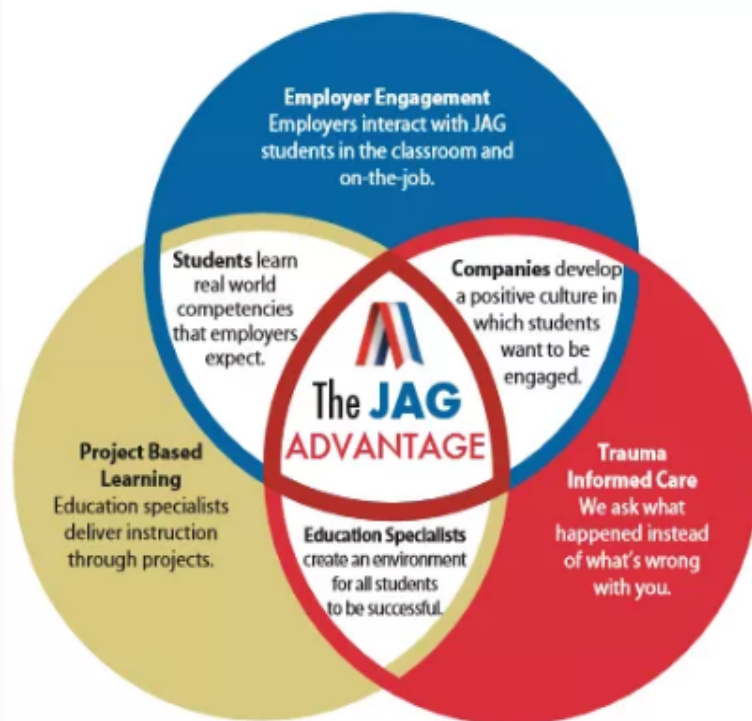 Employer Engagement
Employers interact with JAG
students in the classroom and
on-the-job.
Students learn
real world
competencies
that employers
expect.
Companies develop
a positive culture in
which students
want to be
engaged.
The JAG
ADVANTAGE
Project Based
Learning
Education specialists
deliver instruction
through projects.
Trauma
Informed Care
We ask what
happened instead
of what's wrong
with you.
Education Specialists
create an environment
for all students
to be successful.